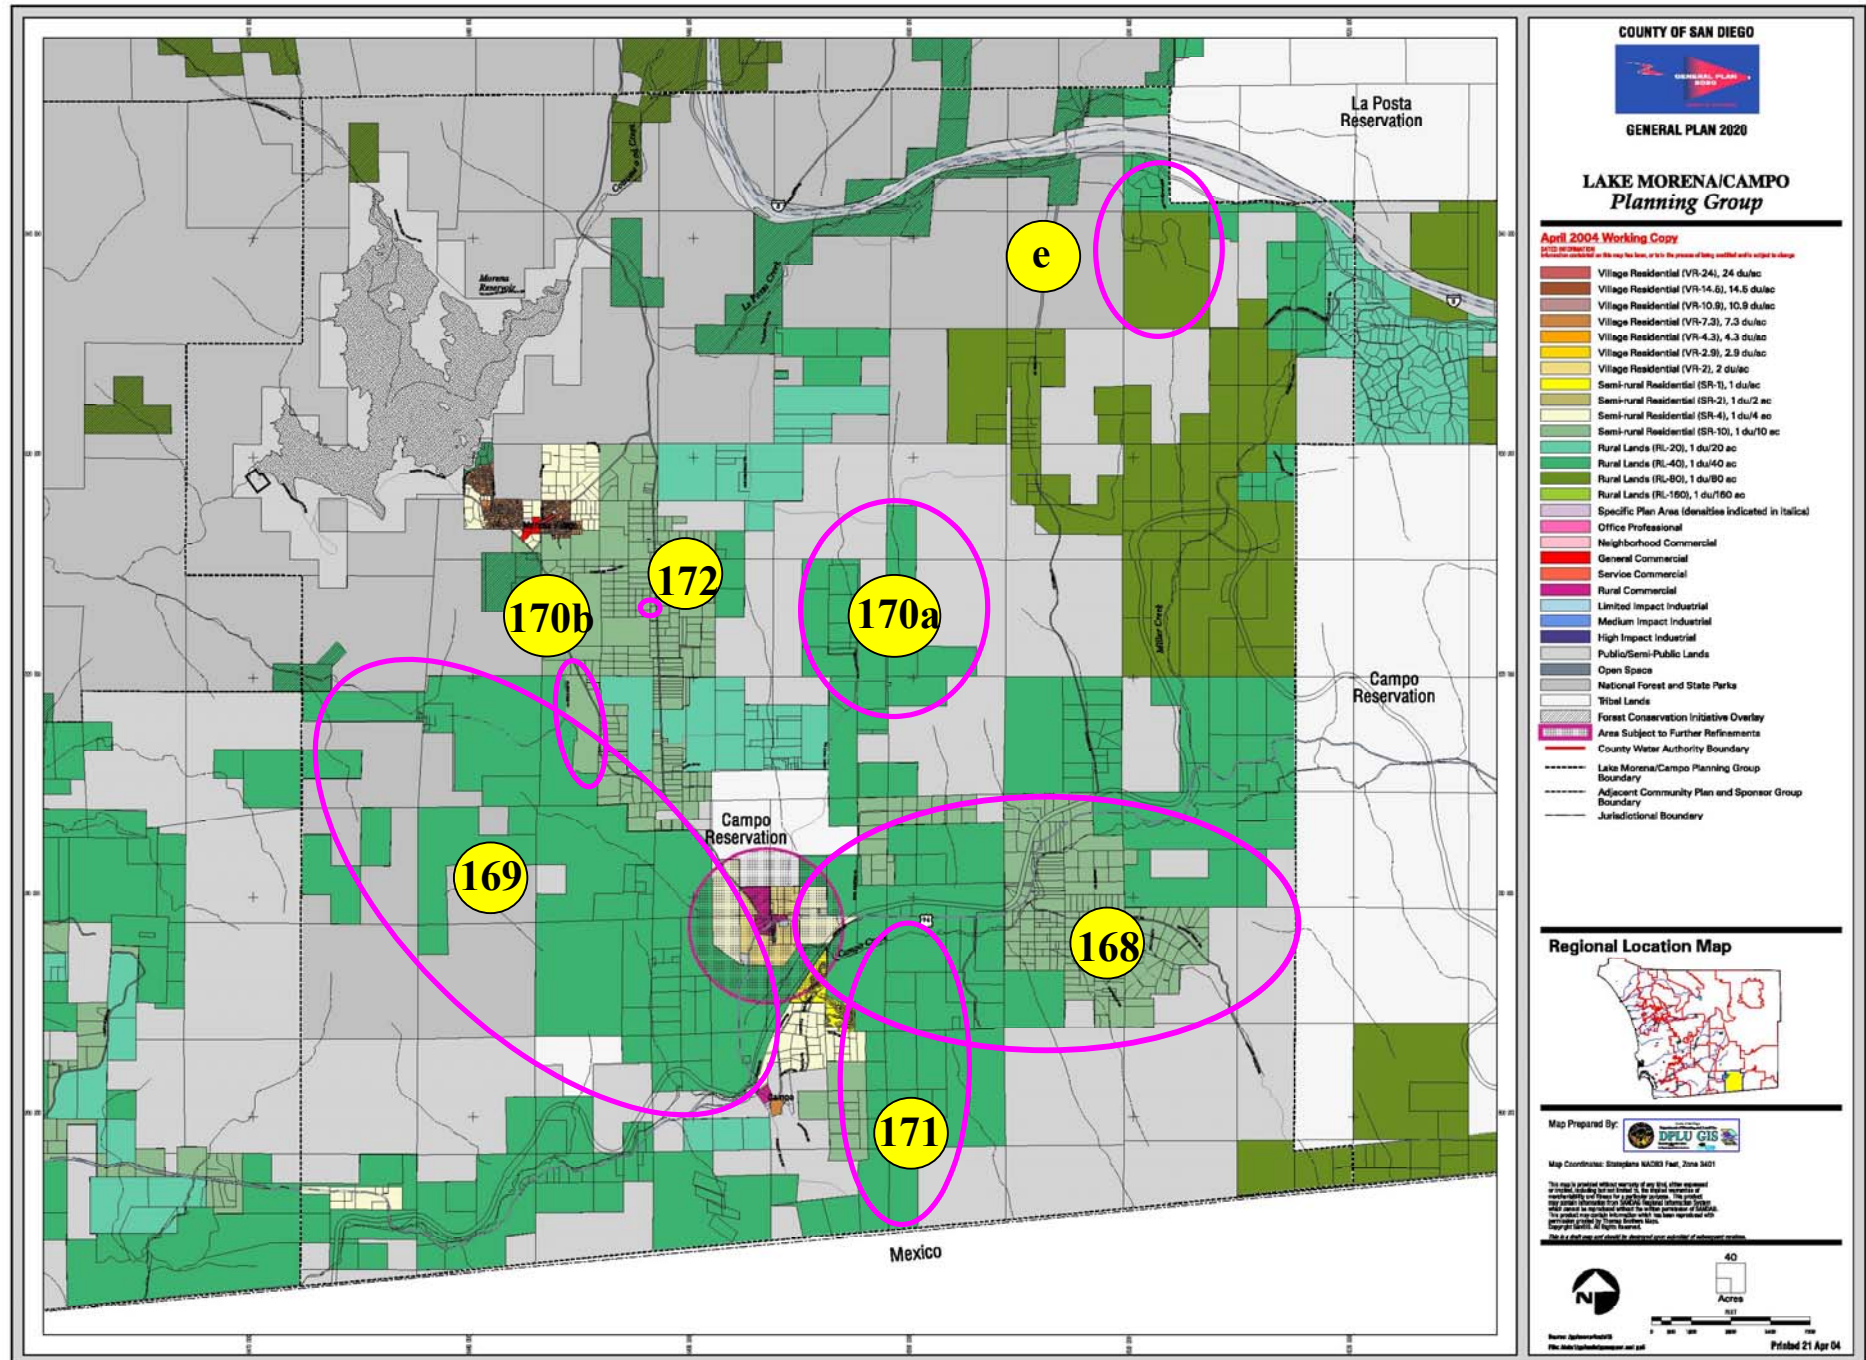 La Posta
Reservation
e
Morena
Reservoir
La Posta Creek
172
170b
170a
Miller Creek
Campo
Reservation
Campo
Reservation
169
168
171
Campo
Mexico
COUNTY OF SAN DIEGO
GENERAL PLAN
2020
GENERAL PLAN 2020
LAKE MORENA/CAMPO
Planning Group
April 2004 Working Copy
Village Residential (VR-24), 24 du/ac
Village Residential (VR-14.5), 14.5 du/ac
Village Residential (VR-10.9), 10.9 du/ac
Village Residential (VR-7.3), 7.3 du/ac
Village Residential (VR-4.3), 4.3 du/ac
Village Residential (VR-2.9), 2.9 du/ac
Village Residential (VR-2), 2 du/ac
Semi-rural Residential (SR-1), 1 du/ac
Semi-rural Residential (SR-2), 1 du/2 ac
Semi-rural Residential (SR-4), 1 du/4 ac
Semi-rural Residential (SR-10), 1 du/10 ac
Rural Lands (RL-20), 1 du/20 ac
Rural Lands (RL-40), 1 du/40 ac
Rural Lands (RL-80), 1 du/80 ac
Rural Lands (RL-160), 1 du/160 ac
Specific Plan Area (densities indicated in italics)
Office Professional
Neighborhood Commercial
General Commercial
Service Commercial
Rural Commercial
Limited Impact Industrial
Medium Impact Industrial
High Impact Industrial
Public/Semi-Public Lands
Open Space
National Forest and State Parks
Tribal Lands
Forest Conservation Initiative Overlay
Area Subject to Further Refinements
County Water Authority Boundary
Lake Morena/Campo Planning Group
Boundary
Adjacent Community Plan and Sponsor Group
Boundary
Jurisdictional Boundary
Regional Location Map
Map Prepared By:
DPLU GIS
Map Coordinates: Stateplane NAD83 Feet, Zone 3401
N
40
Acres
FEET
Printed 21 Apr 04